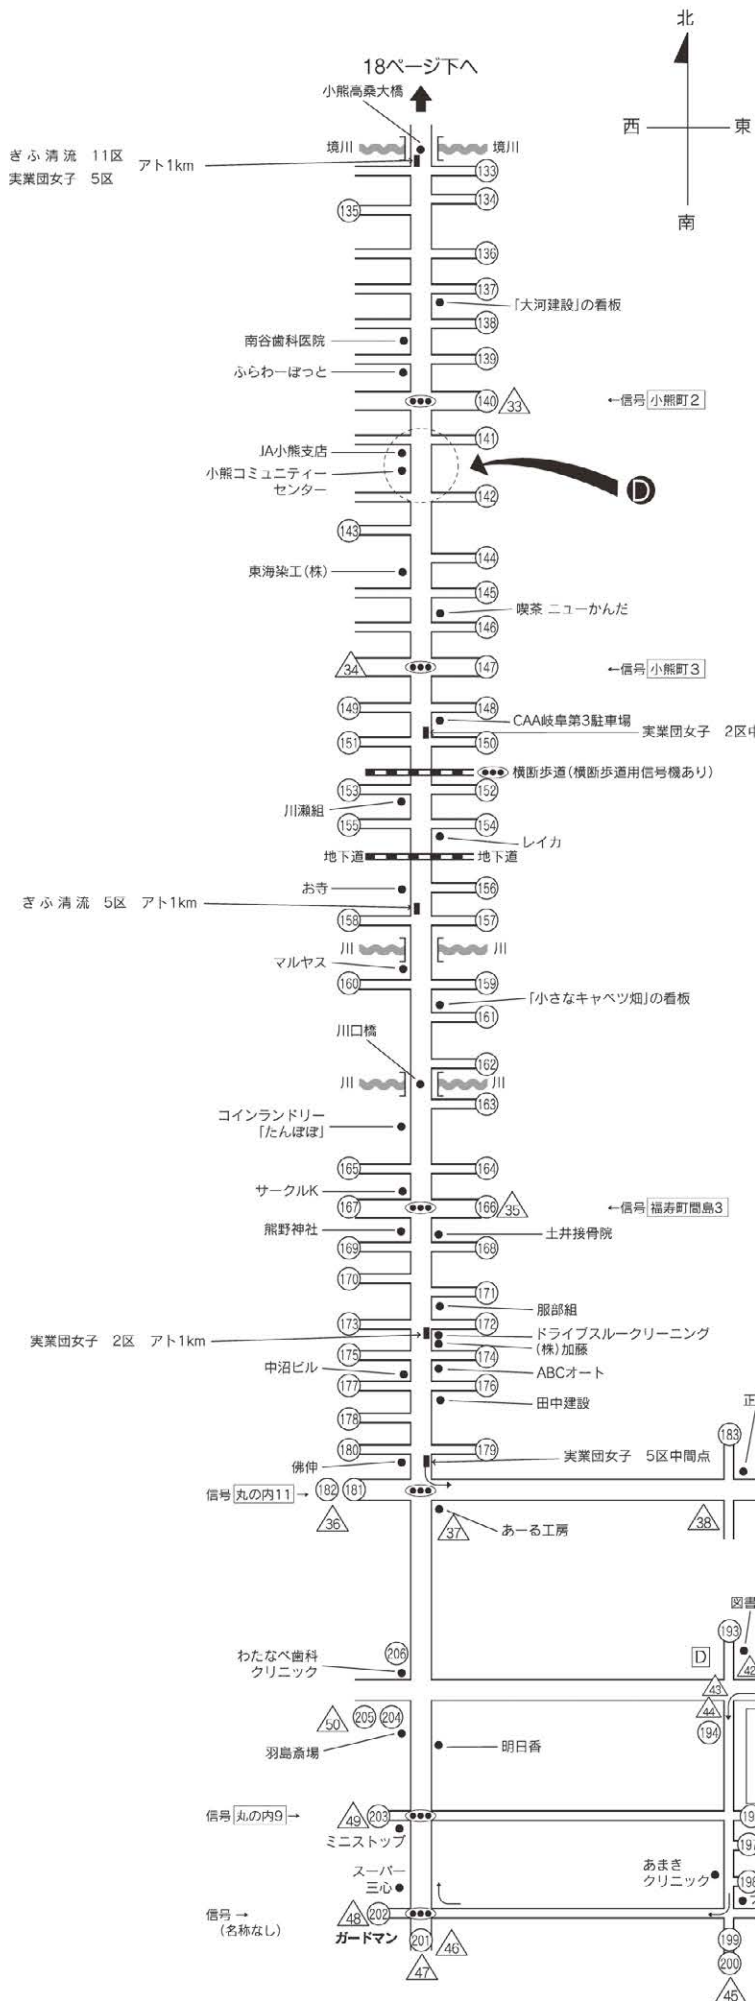 北
18ページ下へ
小熊高桑大橋
西
東
境川
境川
ぎふ清流 11区
アト1km
実業団女子 5区
133
134
南
135
136
137
「大河建設」の看板
138
南谷歯科医院
139
ふらわーぽっと
140
33
←信号 小熊町2
141
JA小熊支店
小熊コミュニティー
センター
D
142
143
144
東海染工(株)
145
喫茶 ニューかんだ
146
34
147
←信号 小熊町3
149
148
CAA岐阜第3駐車場
実業団女子 2区中
151
150
横断歩道(横断歩道用信号機あり)
153
152
川瀬組
155
154
レイカ
地下道
地下道
お寺
156
ぎふ清流 5区 アト1km
158
157
川
川
マルヤス
160
159
「小さなキャベツ畑」の看板
161
川口橋
162
川
川
163
コインランドリー
「たんぽぽ」
165
164
サークルK
167
166
35
←信号 福寿町間島3
熊野神社
土井接骨院
169
168
170
171
服部組
173
172
実業団女子 2区 アト1km
ドライブスルークリーニング
(株)加藤
175
174
中沼ビル
ABCオート
177
176
田中建設
正
178
183
180
179
佛伸
実業団女子 5区中間点
信号 丸の内11 →
182
181
36
37
あーる工房
38
図書
193
206
わたなべ歯科
クリニック
D
42
43
44
50
205
204
194
羽島斎場
明日香
信号 丸の内9 →
49
203
ミニストップ
197
スーパー
三心
あまぎ
クリニック
198
信号 →
(名称なし)
48
202
ガードマン
201
46
199
47
200
45